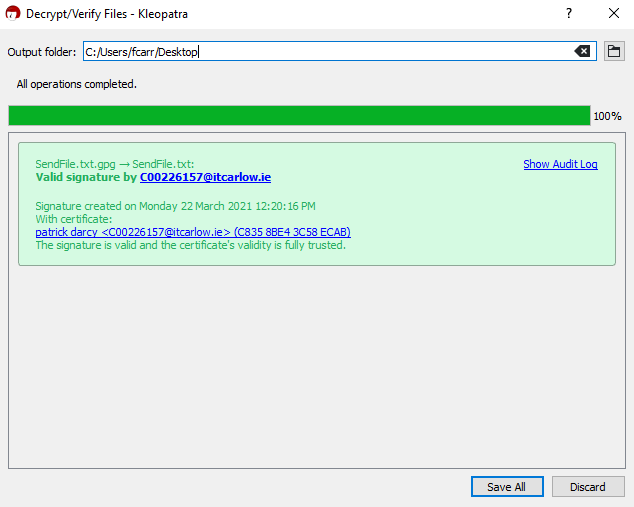 Decrypt/Verify Files - Kleopatra
Output folder: C:/Users/fcarr/Desktop
All operations completed.
100%
SendFile.txt.gpg → SendFile.txt: Show Audit Log
Valid signature by C00226157@itcarlow.ie
Signature created on Monday 22 March 2021 12:20:16 PM
With certificate:
patrick darcy <C00226157@itcarlow.ie> (C835 8BE4 3C58 ECAB)
The signature is valid and the certificate's validity is fully trusted.
Save All Discard